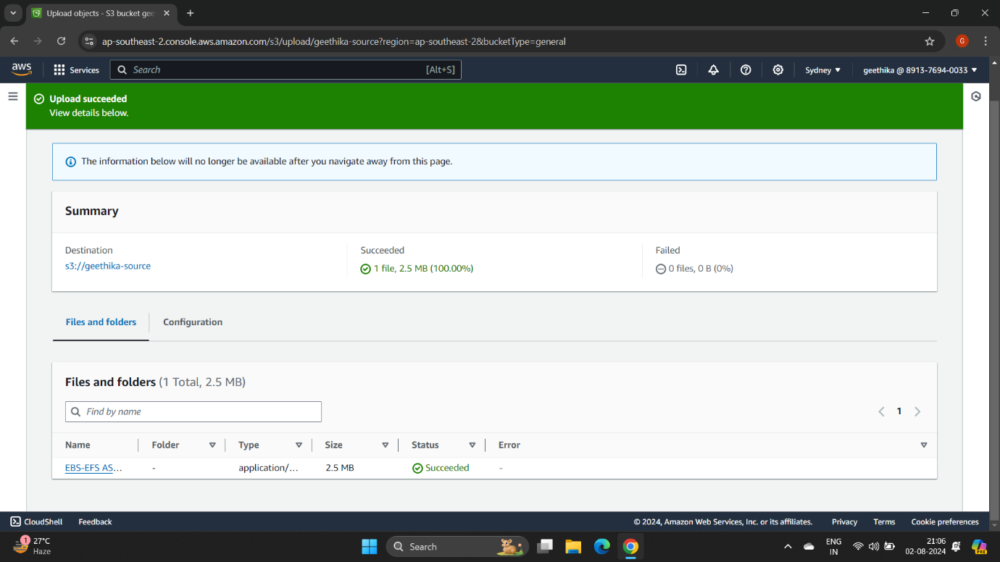 Upload objects - S3 bucket gee
ap-southeast-2.console.aws.amazon.com/s3/upload/geethika-source?region=ap-southeast-2&bucketType=general
G
aws
Services
Search
[Alt+S]
Sydney
geethika @ 8913-7694-0033
Upload succeeded
View details below.
The information below will no longer be available after you navigate away from this page.
Summary
Destination
s3://geethika-source
Succeeded
1 file, 2.5 MB (100.00%)
Failed
0 files, 0 B (0%)
Files and folders
Configuration
Files and folders (1 Total, 2.5 MB)
Find by name
1
Name Folder Type Size Status Error
EBS-EFS AS... - application/... 2.5 MB Succeeded -
CloudShell Feedback
© 2024, Amazon Web Services, Inc. or its affiliates. Privacy Terms Cookie preferences
1
27°C
Haze
Search
ENG
IN
21:06
02-08-2024
PRE